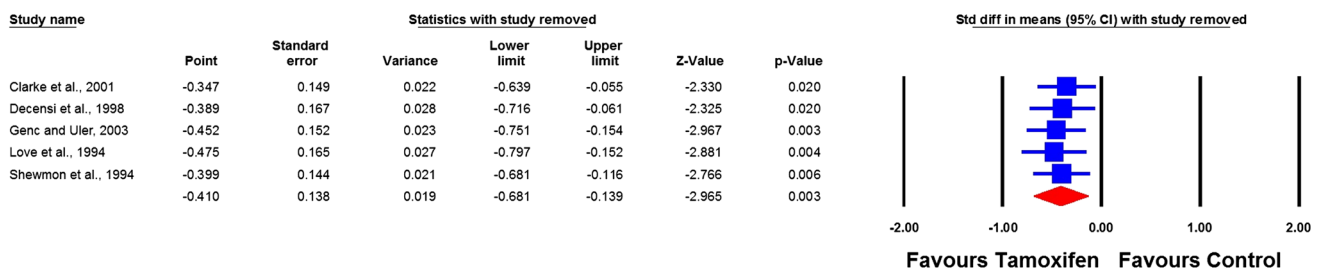 Study name Statistics with study removed Std diff in means (95% CI) with study removed
Standard Lower Upper
Point error Variance limit limit Z-Value p-Value
Clarke et al., 2001 -0.347 0.149 0.022 -0.639 -0.055 -2.330 0.020
Decensi et al., 1998 -0.389 0.167 0.028 -0.716 -0.061 -2.325 0.020
Genc and Uler, 2003 -0.452 0.152 0.023 -0.751 -0.154 -2.967 0.003
Love et al., 1994 -0.475 0.165 0.027 -0.797 -0.152 -2.881 0.004
Shewmon et al., 1994 -0.399 0.144 0.021 -0.681 -0.116 -2.766 0.006
-0.410 0.138 0.019 -0.681 -0.139 -2.965 0.003
-2.00 -1.00 0.00 1.00 2.00
Favours Tamoxifen Favours Control